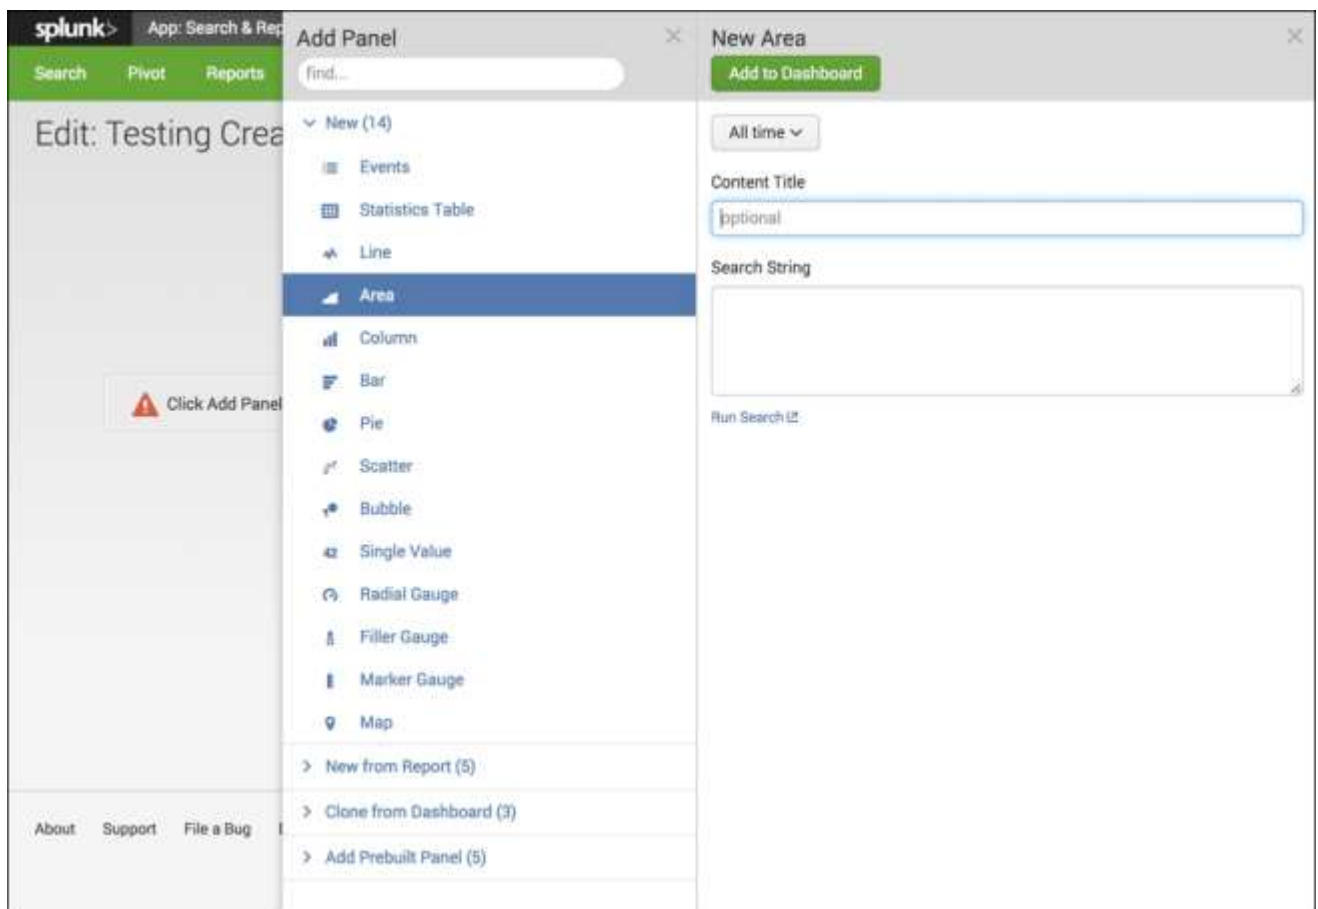 splunk> App: Search & Rep
Search Pivot Reports
Edit: Testing Crea
Click Add Panel
About Support File a Bug
Add Panel
find...
New (14)
Events
Statistics Table
Line
Area
Column
Bar
Pie
Scatter
Bubble
42 Single Value
Radial Gauge
Filler Gauge
Marker Gauge
Map
New from Report (5)
Clone from Dashboard (3)
Add Prebuilt Panel (5)
New Area
Add to Dashboard
All time
Content Title
optional
Search String
Run Search